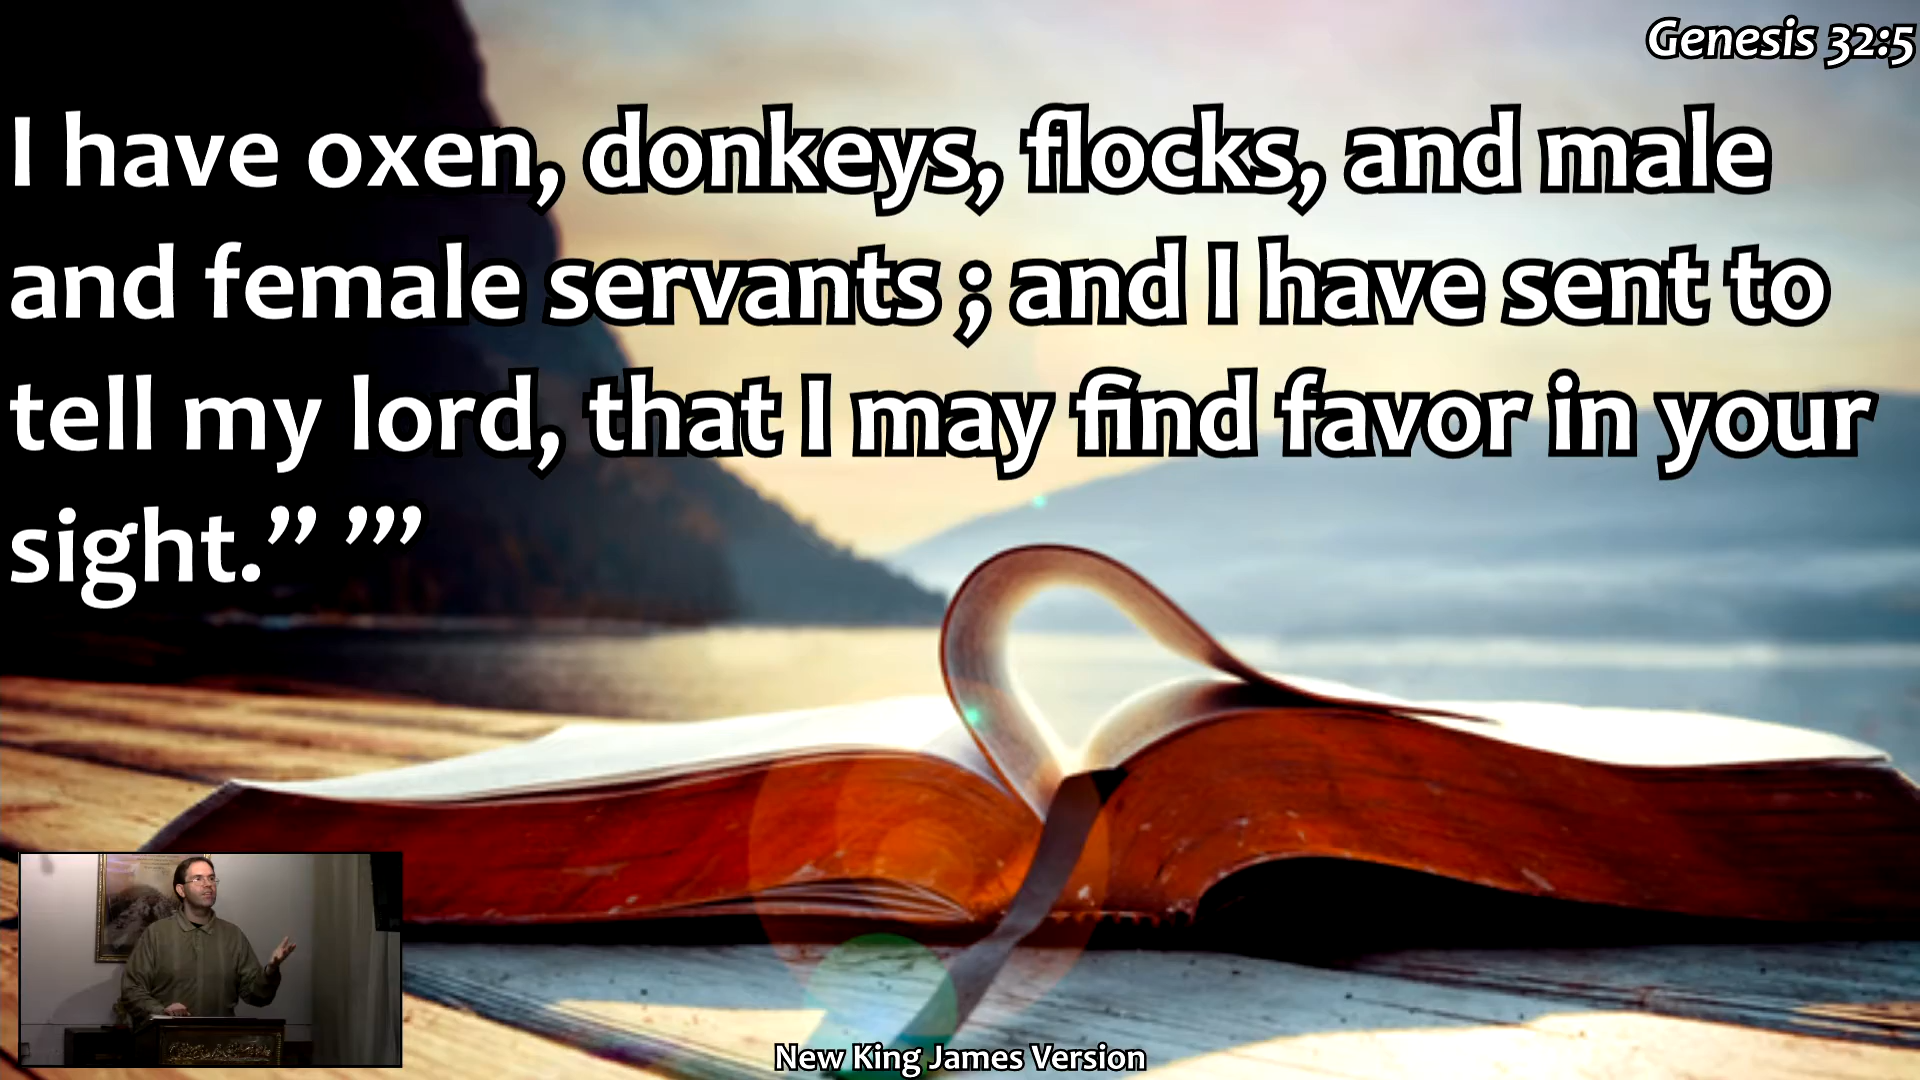 Genesis 32:5
I have oxen, donkeys, flocks, and male
and female servants ; and I have sent to
tell my lord, that I may find favor in your
sight.” ’”
New King James Version